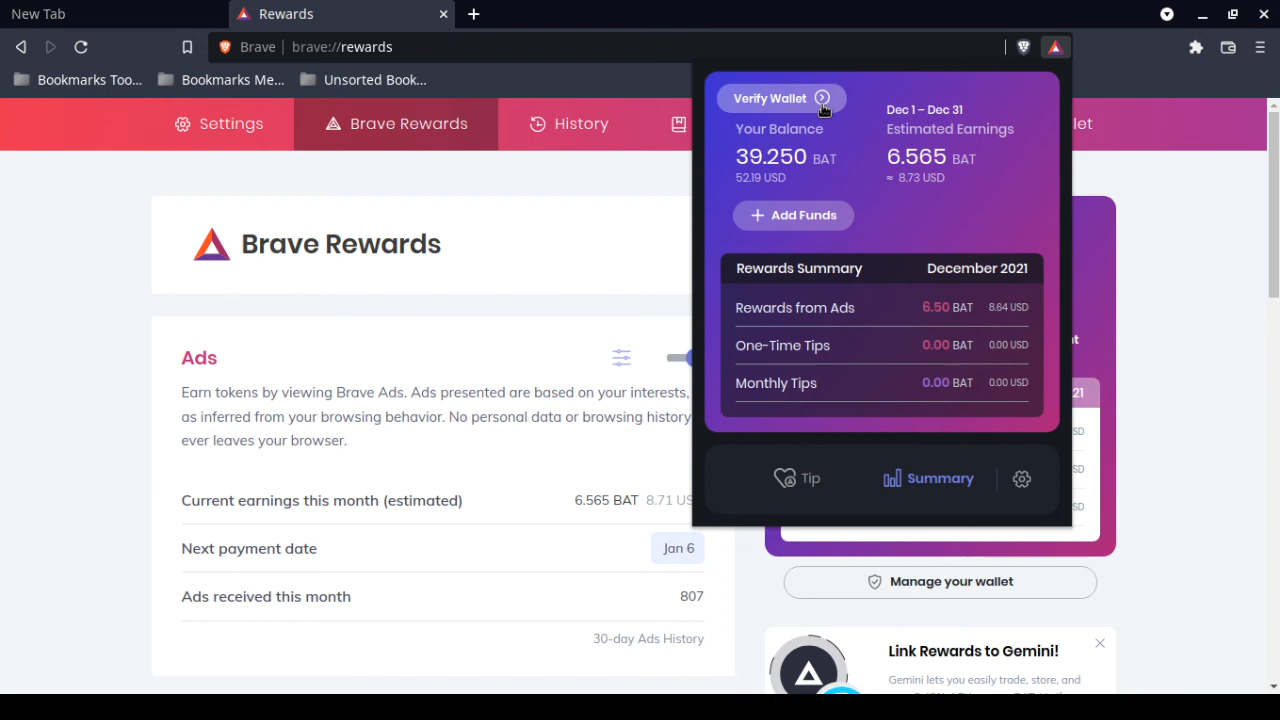 New Tab
Rewards
Brave | brave://rewards
Bookmarks Too...
Bookmarks Me...
Unsorted Book...
Settings
Brave Rewards
History
let
Verify Wallet
Your Balance
39.250 BAT
52.19 USD
Add Funds
Dec 1 – Dec 31
Estimated Earnings
6.565 BAT
≈ 8.73 USD
Rewards Summary December 2021
Rewards from Ads 6.50 BAT 8.64 USD
One-Time Tips 0.00 BAT 0.00 USD
Monthly Tips 0.00 BAT 0.00 USD
Tip
Summary
Brave Rewards
Ads
Earn tokens by viewing Brave Ads. Ads presented are based on your interests,
as inferred from your browsing behavior. No personal data or browsing history
ever leaves your browser.
Current earnings this month (estimated) 6.565 BAT 8.71 US
Next payment date Jan 6
Ads received this month 807
30-day Ads History
t
21
SD
SD
SD
Manage your wallet
Link Rewards to Gemini!
Gemini lets you easily trade, store, and